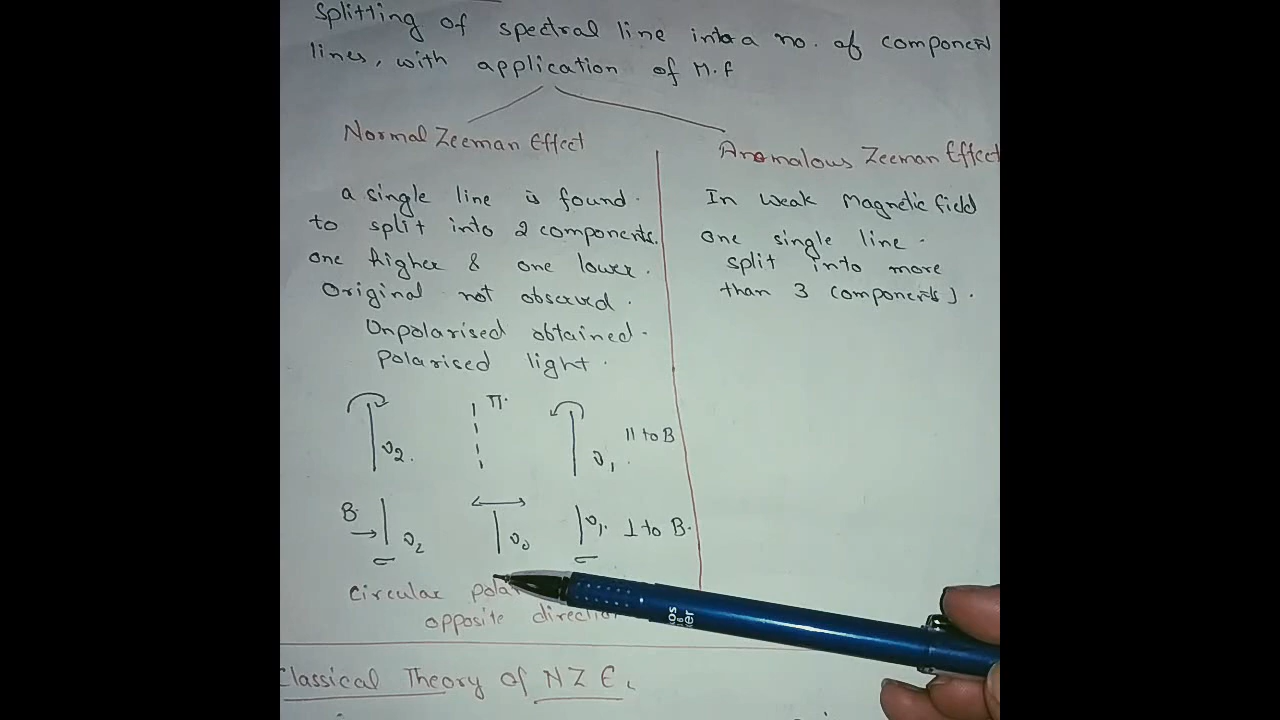 Splitting of spectral line into a no. of component
lines, with application of M.F
Normal Zeeman Effect
a single line is found.
to split into 2 components.
one higher & one lower.
Original not observed.
Unpolarised obtained.
polarised light.
Anomalous Zeeman Effect
In weak Magnetic field
one single line.
split into more
than 3 components).
ν2. π. ν1. || to B
B ν2 ν0 ν1. ⊥ to B.
circular
opposite direction
Classical Theory of NZE.